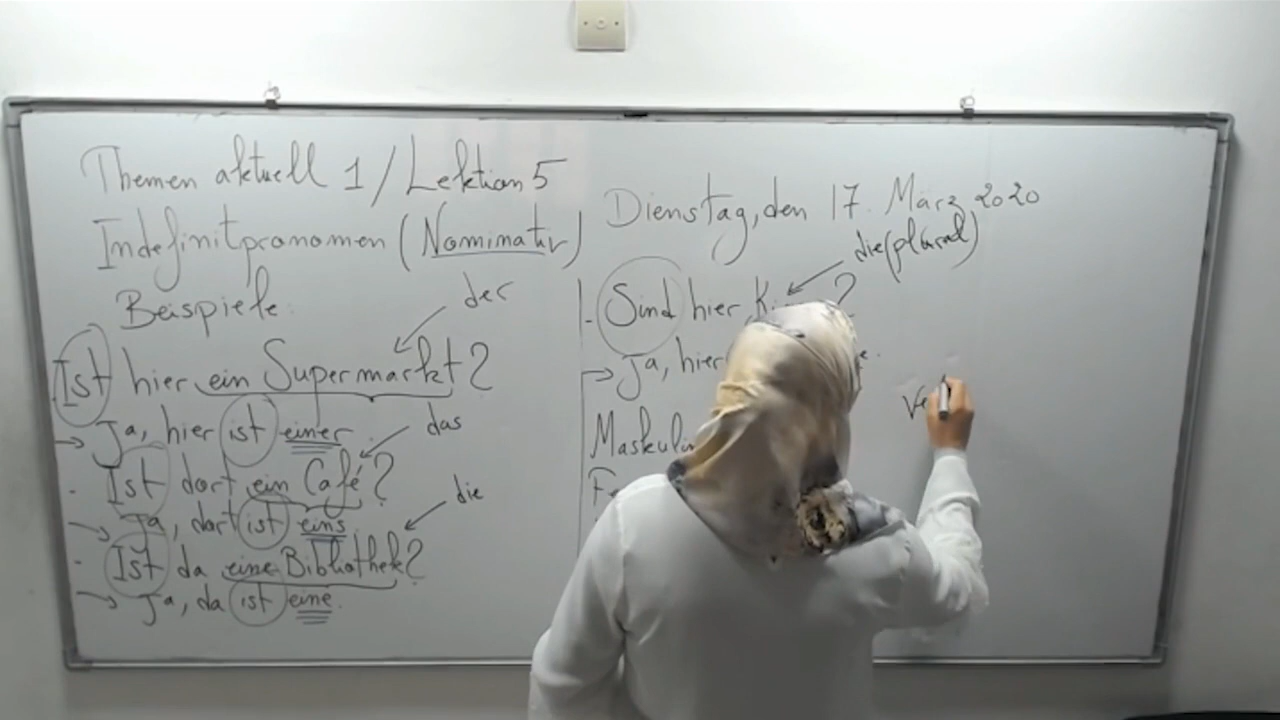 Themen aktuell 1 / Lektion 5
Indefinitpronomen (Nominativ)
Beispiele:
der
Ist hier ein Supermarkt?
→ Ja, hier ist einer.
das
- Ist dort ein Café?
→ Ja, dort ist eins.
die
- Ist da eine Bibliothek?
→ Ja, da ist eine.
Dienstag, den 17. März 2020
die (plural)
- Sind hier ?
→ Ja, hier